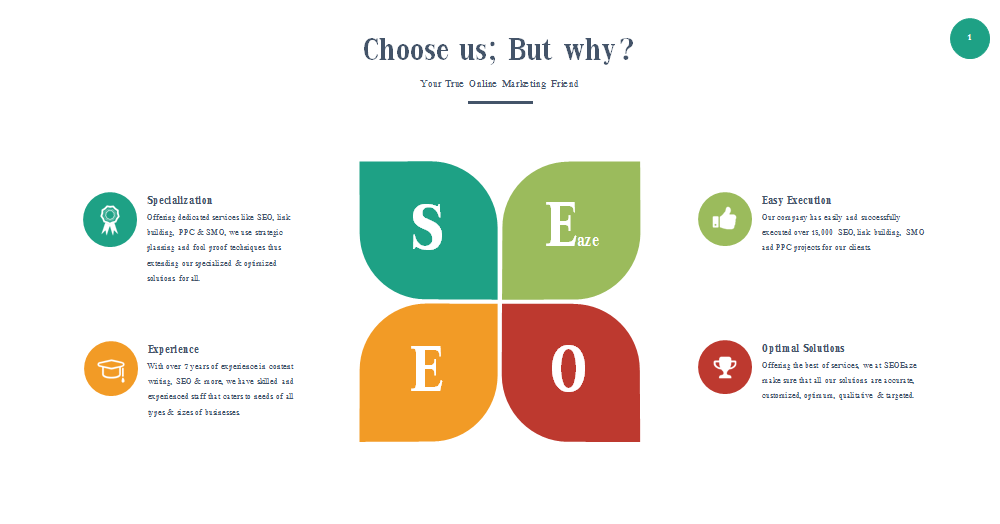 Choose us; But why?
1
Your True Online Marketing Friend
Specialization
Offering dedicated services like SEO, link
building, PPC & SMO, we use strategic
planning and fool proof techniques thus
extending our specialized & optimized
solutions for all.
Experience
With over 7 years of experience in content
writing, SEO & more, we have skilled and
experienced staff that caters to needs of all
types & sizes of businesses.
S
Eaze
E
O
Easy Execution
Our company has easily and successfully
executed over 15,000 SEO, link building, SMO
and PPC projects for our clients.
Optimal Solutions
Offering the best of services, we at SEOEaze
make sure that all our solutions are accurate,
customized, optimum, qualitative & targeted.